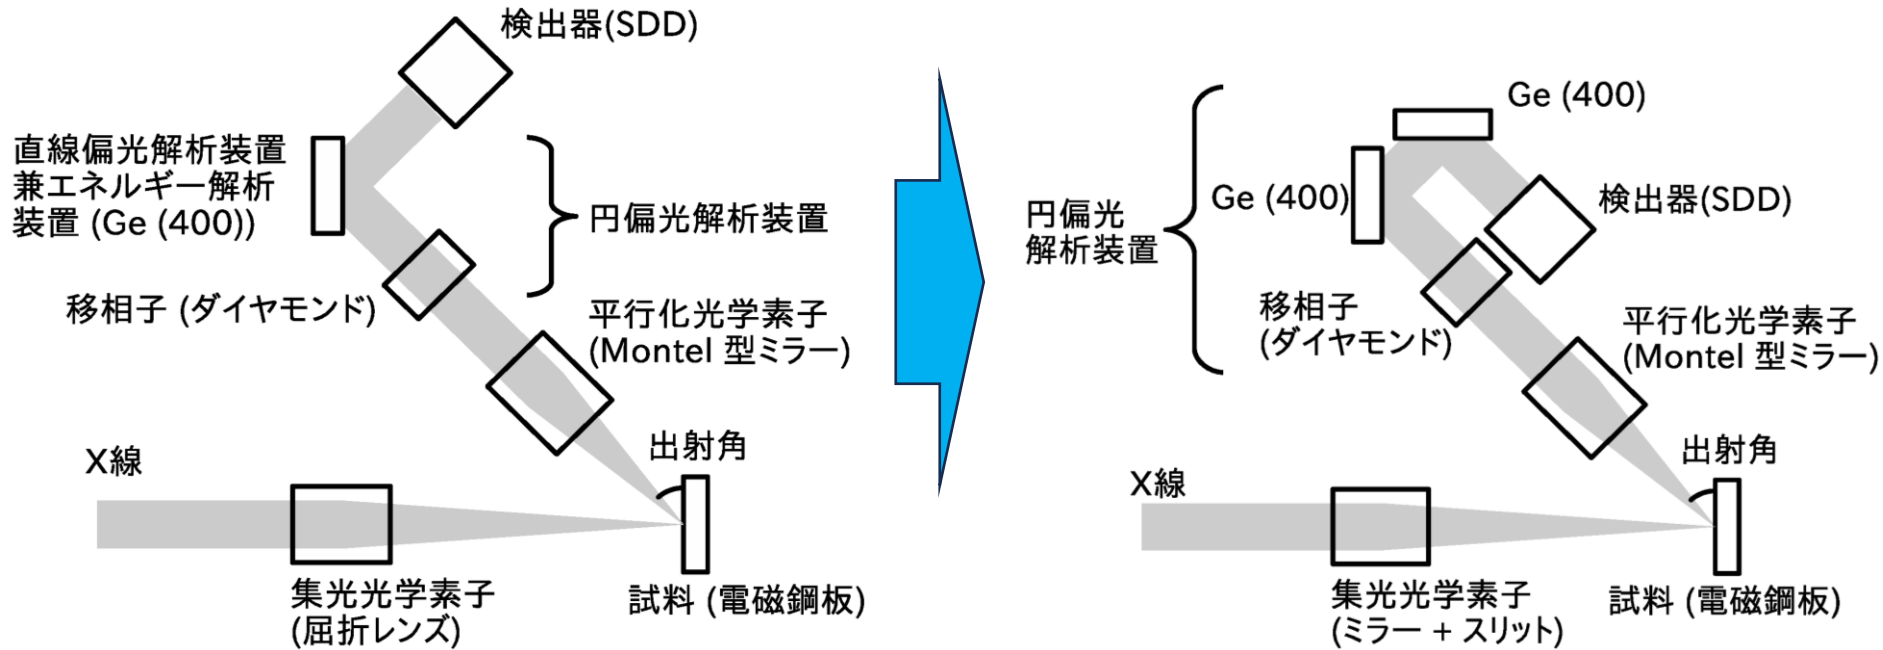 検出器(SDD)
直線偏光解析装置
兼エネルギー解析
装置 (Ge (400))
円偏光解析装置
移相子 (ダイヤモンド)
平行化光学素子
(Montel 型ミラー)
出射角
X線
集光光学素子
(屈折レンズ)
試料 (電磁鋼板)
Ge (400)
Ge (400)
検出器(SDD)
円偏光
解析装置
移相子
(ダイヤモンド)
平行化光学素子
(Montel 型ミラー)
出射角
X線
集光光学素子
(ミラー + スリット)
試料 (電磁鋼板)